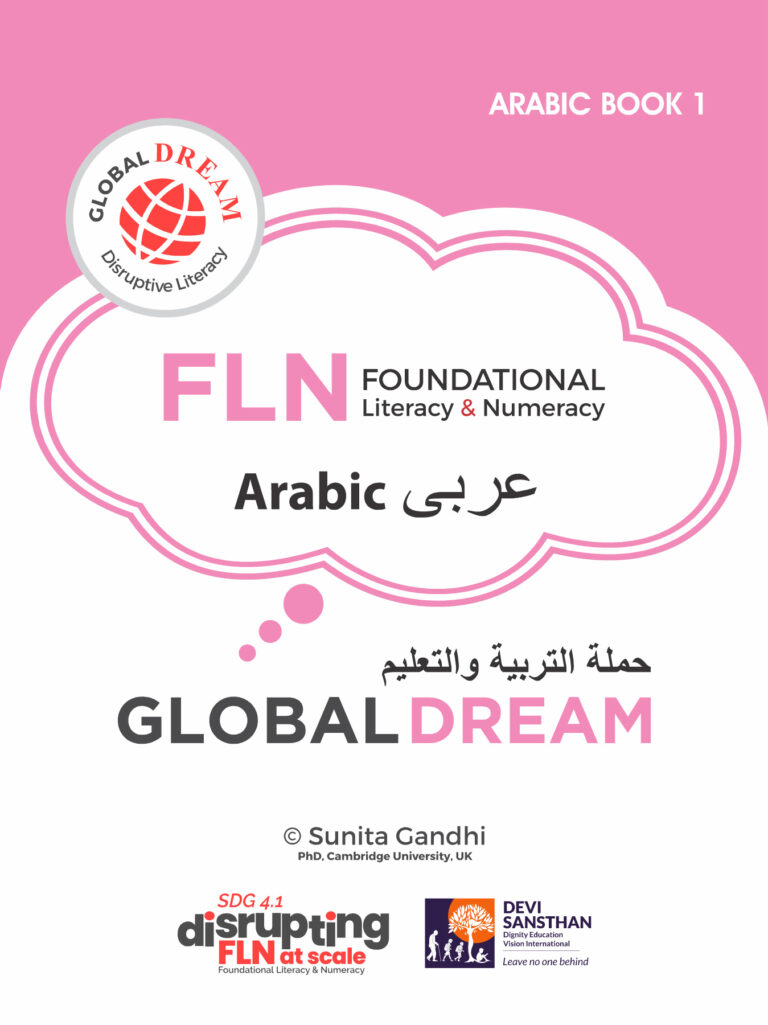 ARABIC BOOK 1
GLOBAL DREAM
Disruptive Literacy
FLN FOUNDATIONAL
Literacy & Numeracy
Arabic عربى
حملة التربية والتعليم
GLOBALDREAM
© Sunita Gandhi
PhD, Cambridge University, UK
SDG 4.1
disrupting
FLN at scale
Foundational Literacy & Numeracy
DEVI
SANSTHAN
Dignity Education
Vision International
Leave no one behind